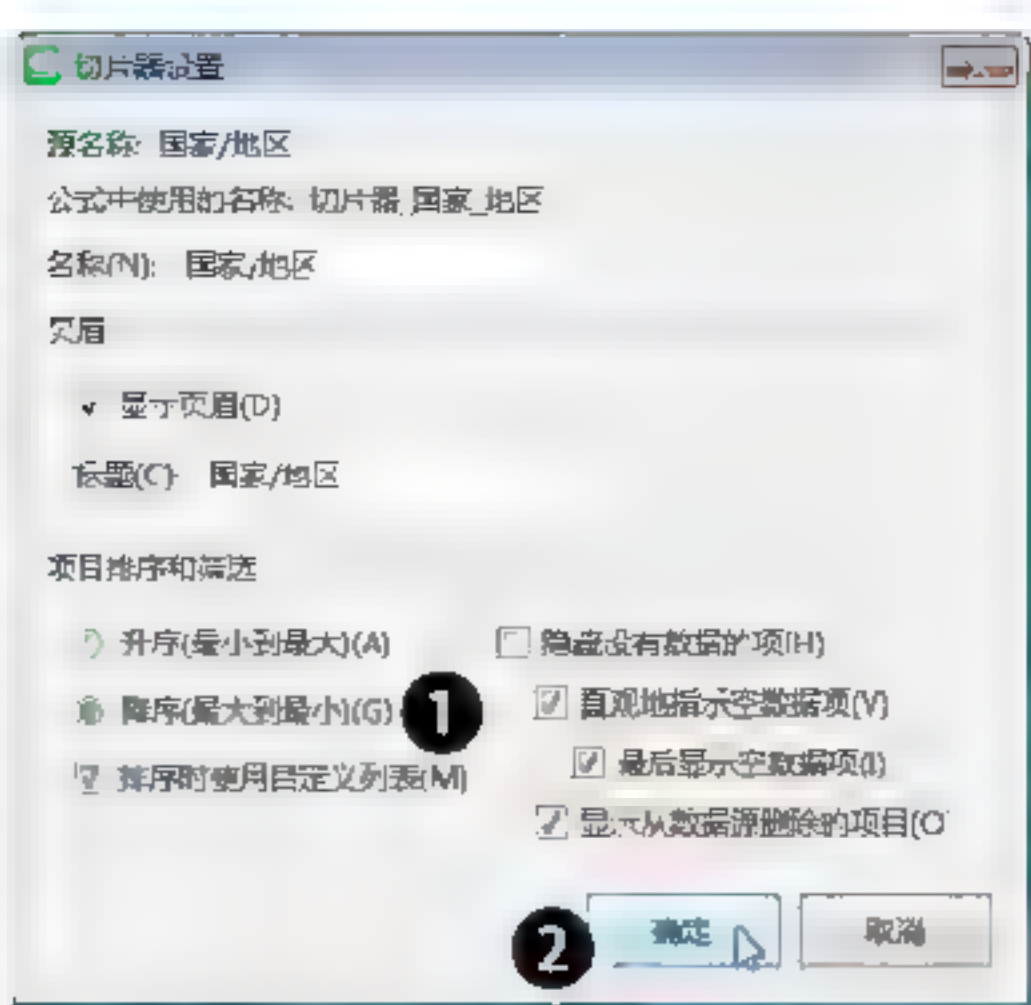 切片器设置
源名称: 国家/地区
公式中使用的名称: 切片器_国家_地区
名称(N): 国家/地区
页眉
显示页眉(D)
标题(C): 国家/地区
项目排序和筛选
升序(最小到最大)(A)
隐藏没有数据的项(H)
降序(最大到最小)(G)
1
直观地指示空数据项(V)
最后显示空数据项(I)
排序时使用自定义列表(M)
显示从数据源删除的项目(O
2
确定
取消